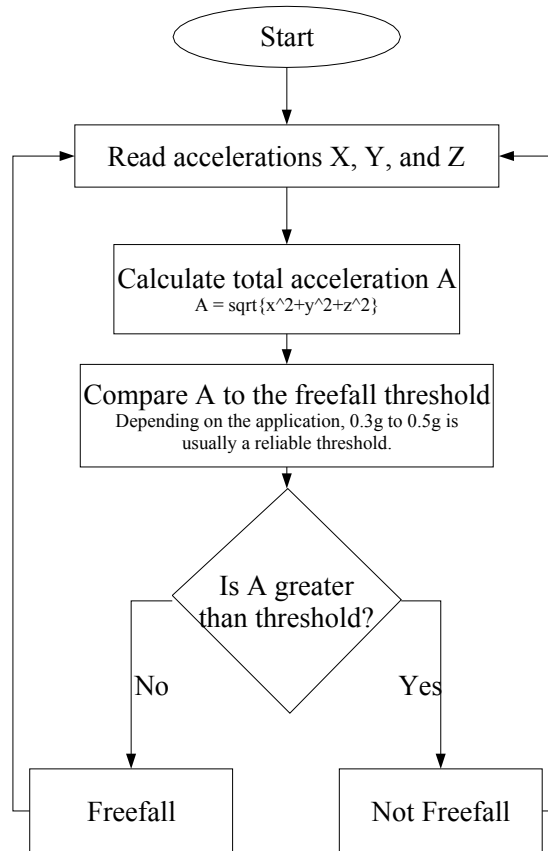 Start
Read accelerations X, Y, and Z
Calculate total acceleration A
A = sqrt{x^2+y^2+z^2}
Compare A to the freefall threshold
Depending on the application, 0.3g to 0.5g is
usually a reliable threshold.
Is A greater
than threshold?
No
Yes
Freefall
Not Freefall